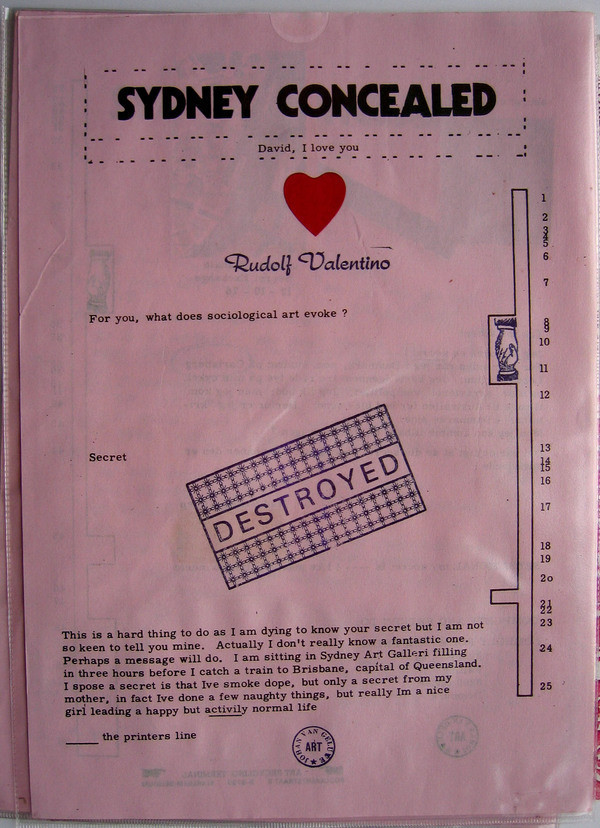 SYDNEY CONCEALED
David, I love you
Rudolf Valentino
For you, what does sociological art evoke ?
Secret
DESTROYED
This is a hard thing to do as I am dying to know your secret but I am not
so keen to tell you mine. Actually I don't really know a fantastic one.
Perhaps a message will do. I am sitting in Sydney Art Galleri filling
in three hours before I catch a train to Brisbane, capital of Queensland.
I spose a secret is that Ive smoke dope, but only a secret from my
mother, in fact Ive done a few naughty things, but really Im a nice
girl leading a happy but activily normal life
_____ the printers line
JOHAN VAN GELUWE
ART
1
2
3
4
5
6
7
8
9
10
11
12
13
14
15
16
17
18
19
2o
21
22
23
24
25